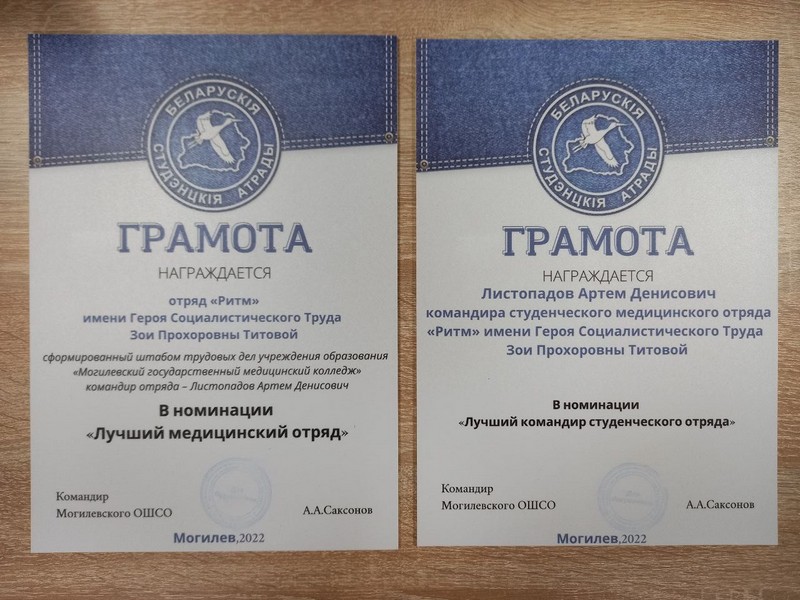 БЕЛАРУСКІЯ
СТУДЭНЦКІЯ АТРАДЫ
ГРАМОТА
НАГРАЖДАЕТСЯ
отряд «Ритм»
имени Героя Социалистического Труда
Зои Прохоровны Титовой
сформированный штабом трудовых дел учреждения образования
«Могилевский государственный медицинский колледж»
командир отряда – Листопадов Артем Денисович
В номинации
«Лучший медицинский отряд»
Командир
Могилевского ОШСО
А.А.Саксонов
Могилев,2022
БЕЛАРУСКІЯ
СТУДЭНЦКІЯ АТРАДЫ
ГРАМОТА
НАГРАЖДАЕТСЯ
Листопадов Артем Денисович
командира студенческого медицинского отряда
«Ритм» имени Героя Социалистического Труда
Зои Прохоровны Титовой
В номинации
«Лучший командир студенческого отряда»
Командир
Могилевского ОШСО
А.А.Саксонов
Могилев,2022